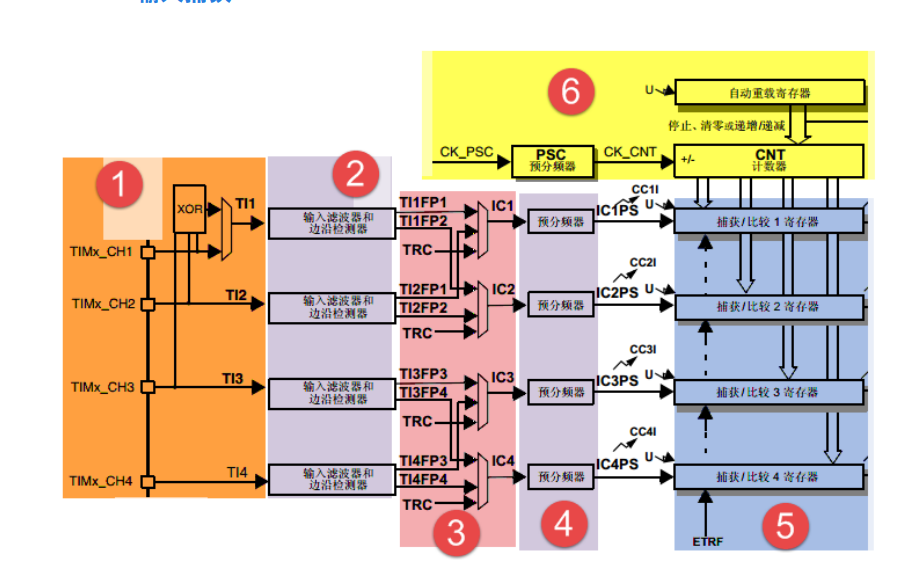 6
U
自动重载寄存器
停止、清零或递增/递减
CK_PSC
PSC
预分频器
CK_CNT
+/-
CNT
计数器
1
2
XOR
TI1
TIMx_CH1
输入滤波器和
边沿检测器
TI1FP1
TI1FP2
TRC
IC1
预分频器
CC1I
U
IC1PS
捕获/比较 1 寄存器
TIMx_CH2
TI2
输入滤波器和
边沿检测器
TI2FP1
TI2FP2
TRC
IC2
预分频器
CC2I
U
IC2PS
捕获/比较 2 寄存器
TIMx_CH3
TI3
输入滤波器和
边沿检测器
TI3FP3
TI3FP4
TRC
IC3
预分频器
CC3I
U
IC3PS
捕获/比较 3 寄存器
TIMx_CH4
TI4
输入滤波器和
边沿检测器
TI4FP3
TI4FP4
TRC
IC4
预分频器
CC4I
U
IC4PS
捕获/比较 4 寄存器
3
4
5
ETRF